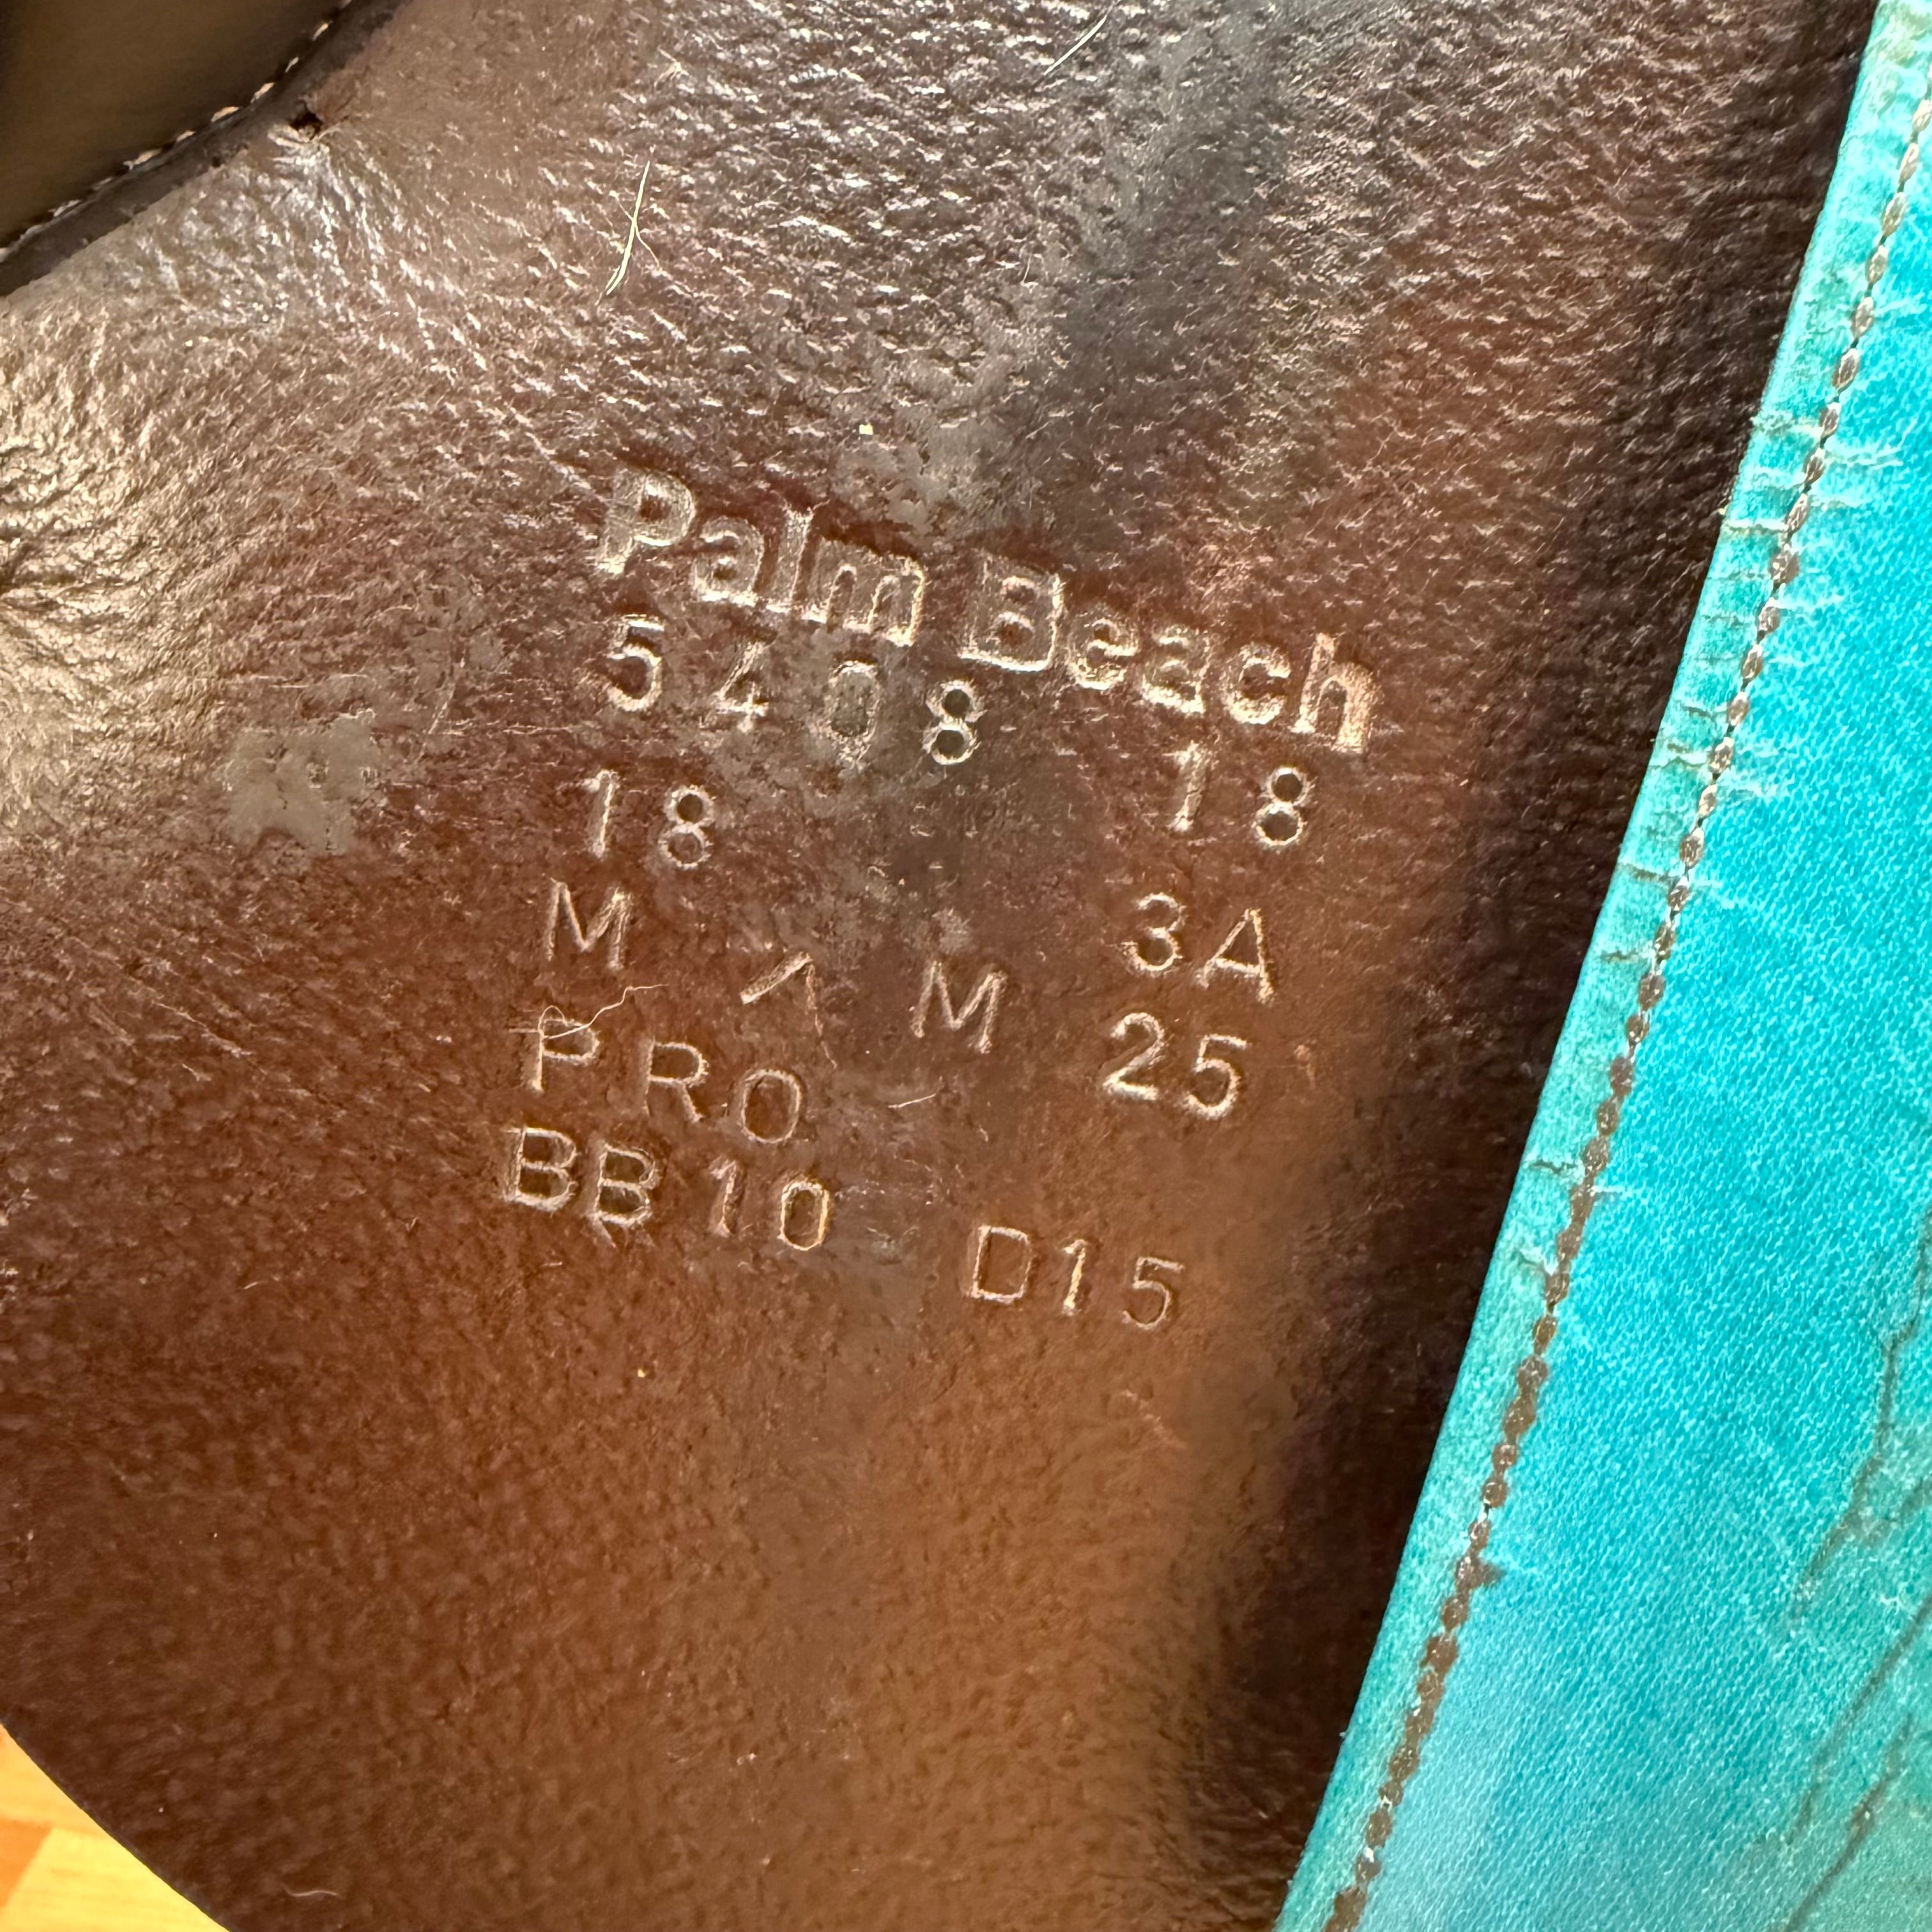 Palm Beach
5408 18
18
M ^ M 3A
PRO 25
BB10 D15